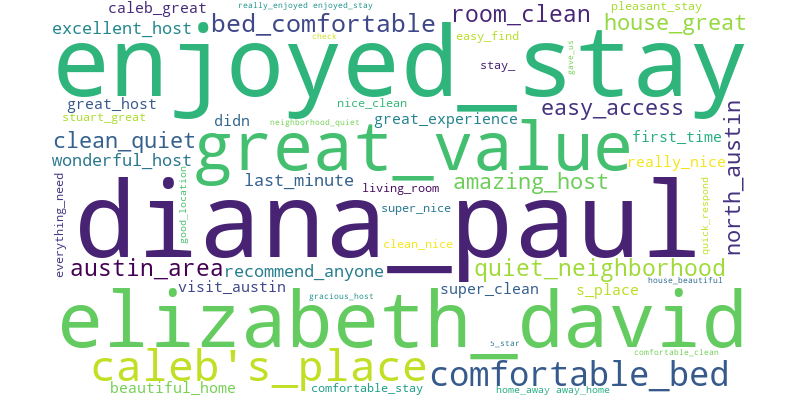 caleb_great
really_enjoyed enjoyed_stay
pleasant_stay
excellent_host
bed_comfortable
room_clean
house_great
check
easy_find
enjoyed_stay
stay_
gave_us
great_host
nice_clean
easy_access
stuart_great
didn
neighborhood_quiet
great_experience
clean_quiet
great_value
first_time
north_austin
wonderful_host
really_nice
everything_need
good_location
last_minute
living_room
amazing_host
diana_paul
super_nice
quick_respond
clean_nice
austin_area
recommend_anyone
quiet_neighborhood
visit_austin
gracious_host
super_clean
s_place
house_beautiful
elizabeth_david
5_star
caleb's_place
comfortable_bed
comfortable_clean
beautiful_home
comfortable_stay
home_away away_home